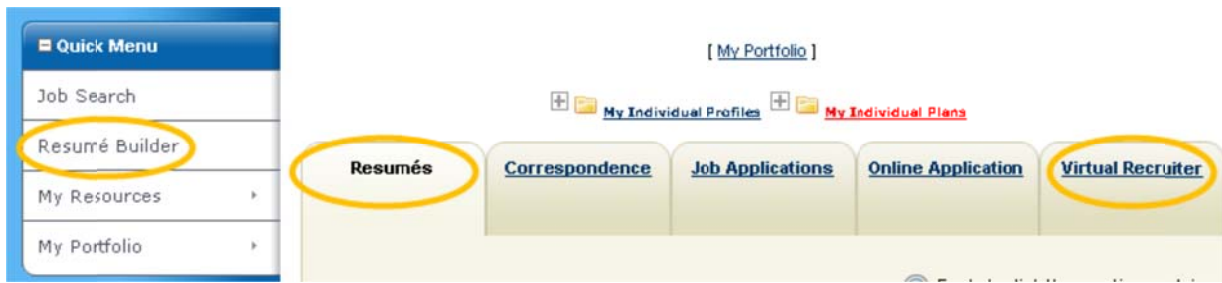 Quick Menu
Job Search
Resumé Builder
My Resources
My Portfolio
[ My Portfolio ]
My Individual Profiles My Individual Plans
Resumés Correspondence Job Applications Online Application Virtual Recruiter